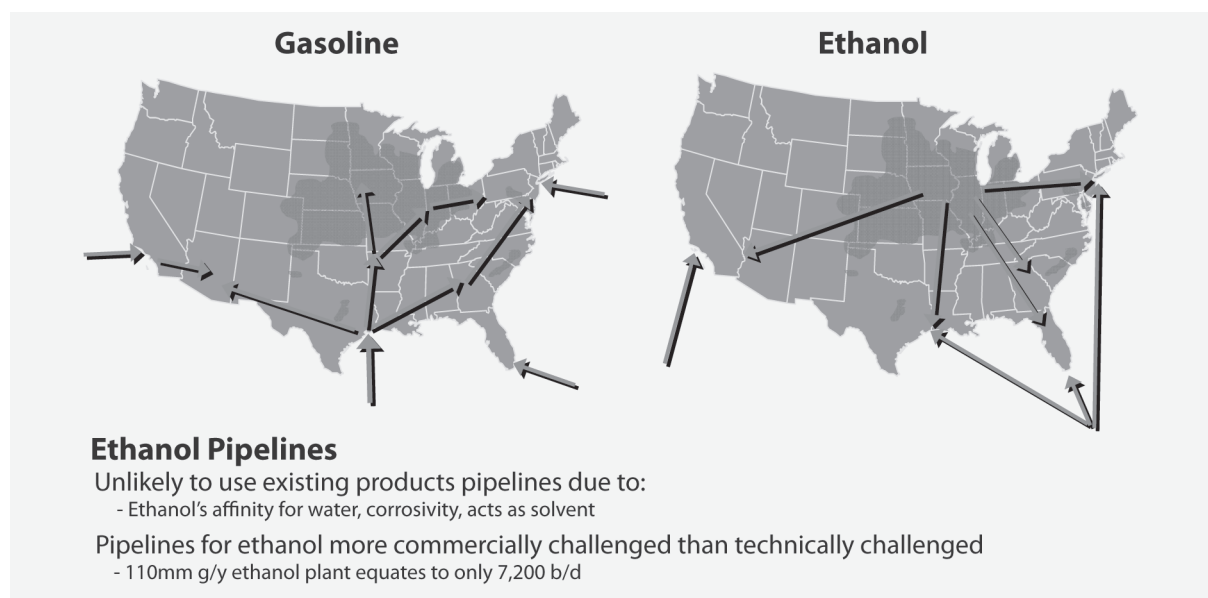 Gasoline
Ethanol
Ethanol Pipelines
Unlikely to use existing products pipelines due to:
- Ethanol’s affinity for water, corrosivity, acts as solvent
Pipelines for ethanol more commercially challenged than technically challenged
- 110mm g/y ethanol plant equates to only 7,200 b/d